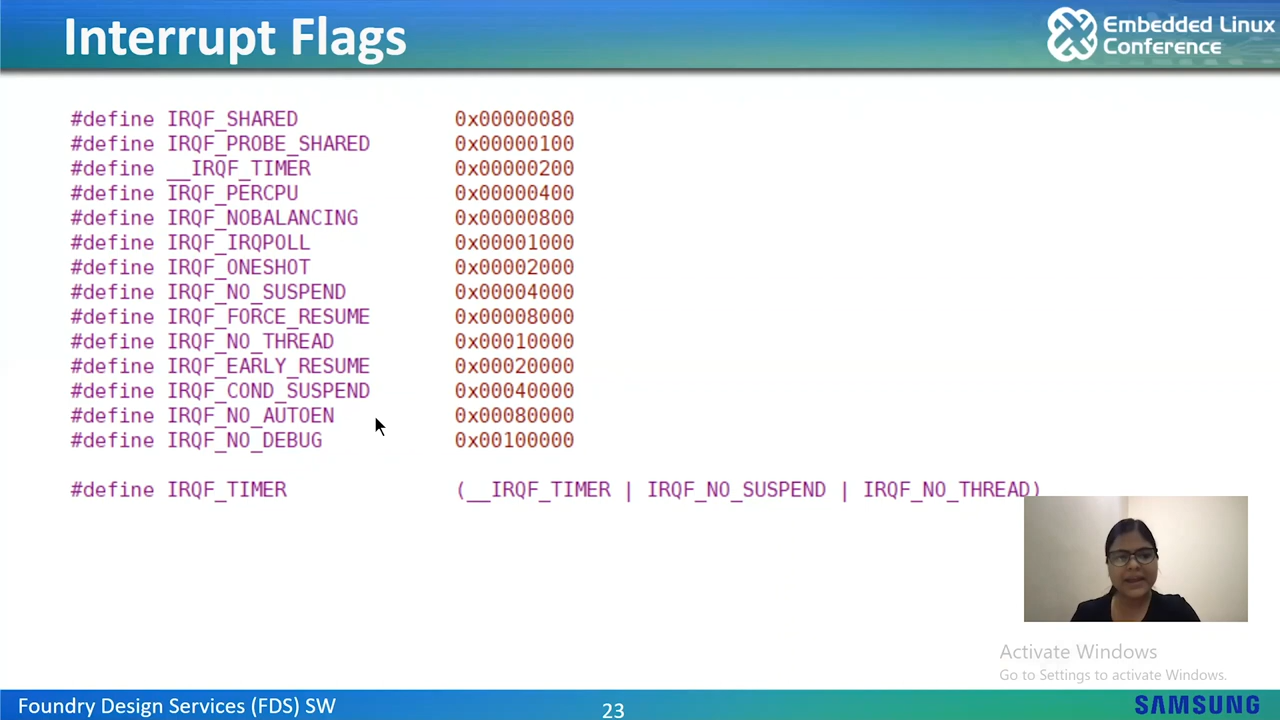 Interrupt Flags
Embedded Linux
Conference
#define IRQF_SHARED 0x00000080
#define IRQF_PROBE_SHARED 0x00000100
#define __IRQF_TIMER 0x00000200
#define IRQF_PERCPU 0x00000400
#define IRQF_NOBALANCING 0x00000800
#define IRQF_IRQPOLL 0x00001000
#define IRQF_ONESHOT 0x00002000
#define IRQF_NO_SUSPEND 0x00004000
#define IRQF_FORCE_RESUME 0x00008000
#define IRQF_NO_THREAD 0x00010000
#define IRQF_EARLY_RESUME 0x00020000
#define IRQF_COND_SUSPEND 0x00040000
#define IRQF_NO_AUTOEN 0x00080000
#define IRQF_NO_DEBUG 0x00100000
#define IRQF_TIMER (__IRQF_TIMER | IRQF_NO_SUSPEND | IRQF_NO_THREAD)
Activate Windows
Go to Settings to activate Windows.
Foundry Design Services (FDS) SW
23
SAMSUNG